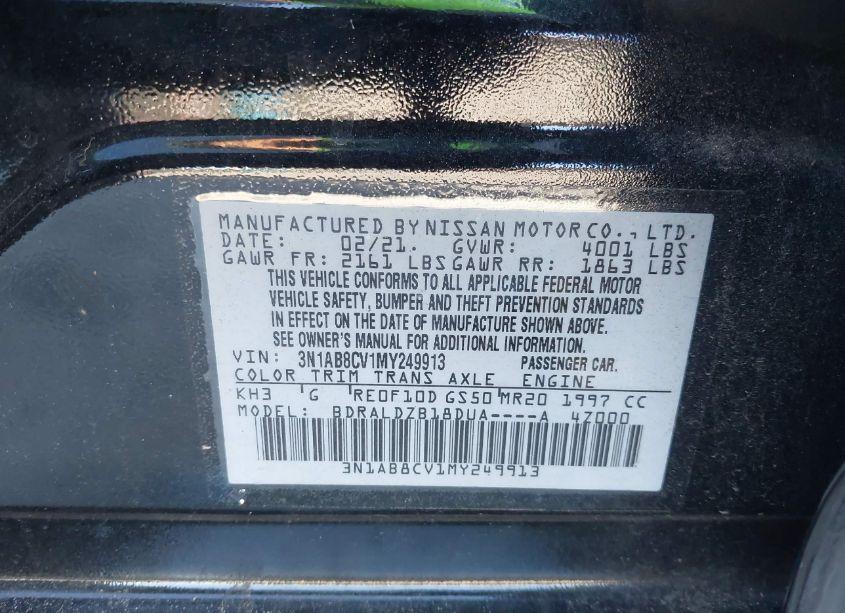 MANUFACTURED BY NISSAN MOTOR CO., LTD.
DATE: 02/21. GVWR: 4001 LBS
GAWR FR: 2161 LBS GAWR RR: 1863 LBS
THIS VEHICLE CONFORMS TO ALL APPLICABLE FEDERAL MOTOR
VEHICLE SAFETY, BUMPER AND THEFT PREVENTION STANDARDS
IN EFFECT ON THE DATE OF MANUFACTURE SHOWN ABOVE.
SEE OWNER'S MANUAL FOR ADDITIONAL INFORMATION.
VIN: 3N1AB8CV1MY249913 PASSENGER CAR.
COLOR TRIM TRANS AXLE ENGINE
KH3 G RE0F10D GS50 MR20 1997 CC
MODEL: BDRALDZB18DUA----A 4Z000
3N1AB8CV1MY249913